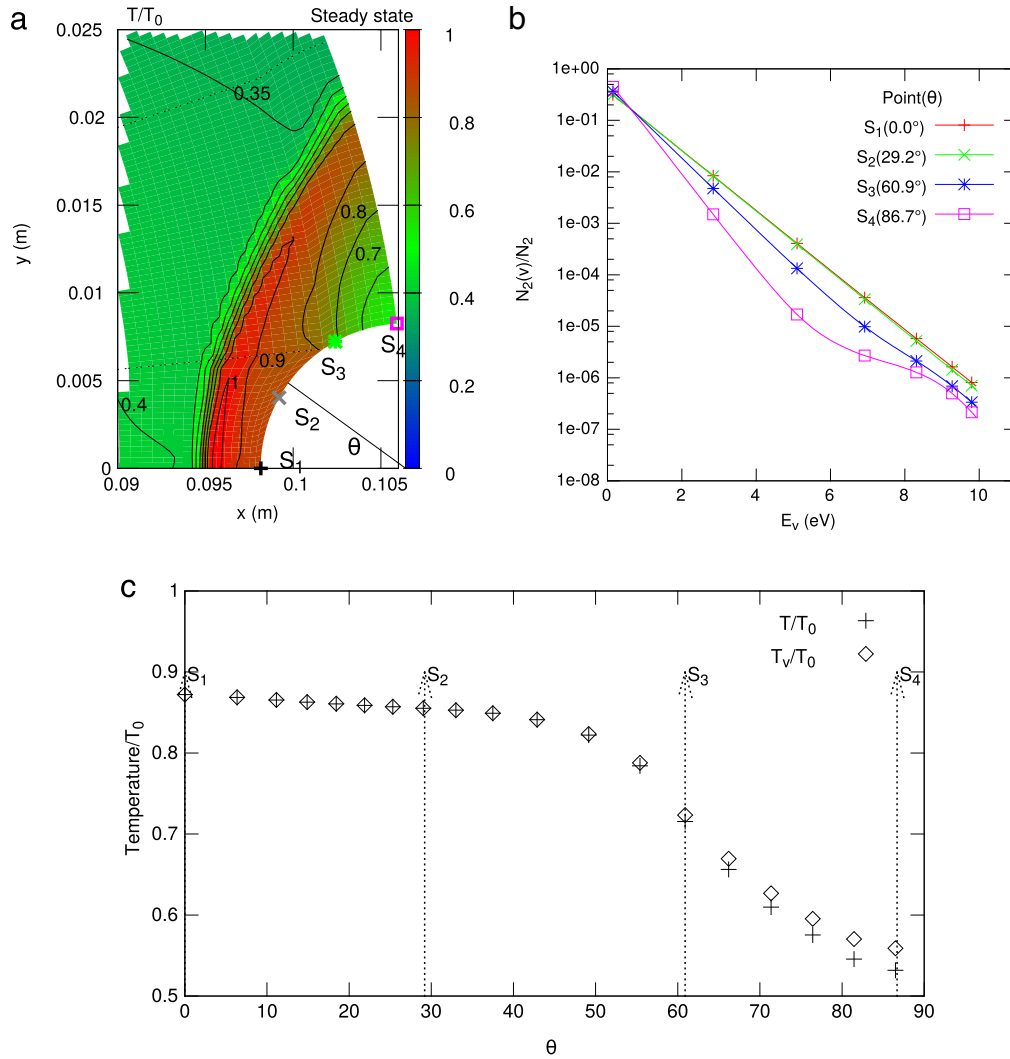 a
T/T₀
Steady state
0.025
0.02
0.015
0.01
0.005
0
y (m)
0.09
0.095
0.1
0.105
x (m)
0.35
0.8
0.7
0.9
1
0.4
S₁
S₂
S₃
S₄
θ
1
0.8
0.6
0.4
0.2
0
b
1e+00
1e-01
1e-02
1e-03
1e-04
1e-05
1e-06
1e-07
1e-08
N₂(v)/N₂
0
2
4
6
8
10
Eᵥ (eV)
Point(θ)
S₁(0.0°)
S₂(29.2°)
S₃(60.9°)
S₄(86.7°)
c
1
0.9
0.8
0.7
0.6
0.5
Temperature/T₀
T/T₀
Tᵥ/T₀
S₁
S₂
S₃
S₄
0
10
20
30
40
50
60
70
80
90
θ